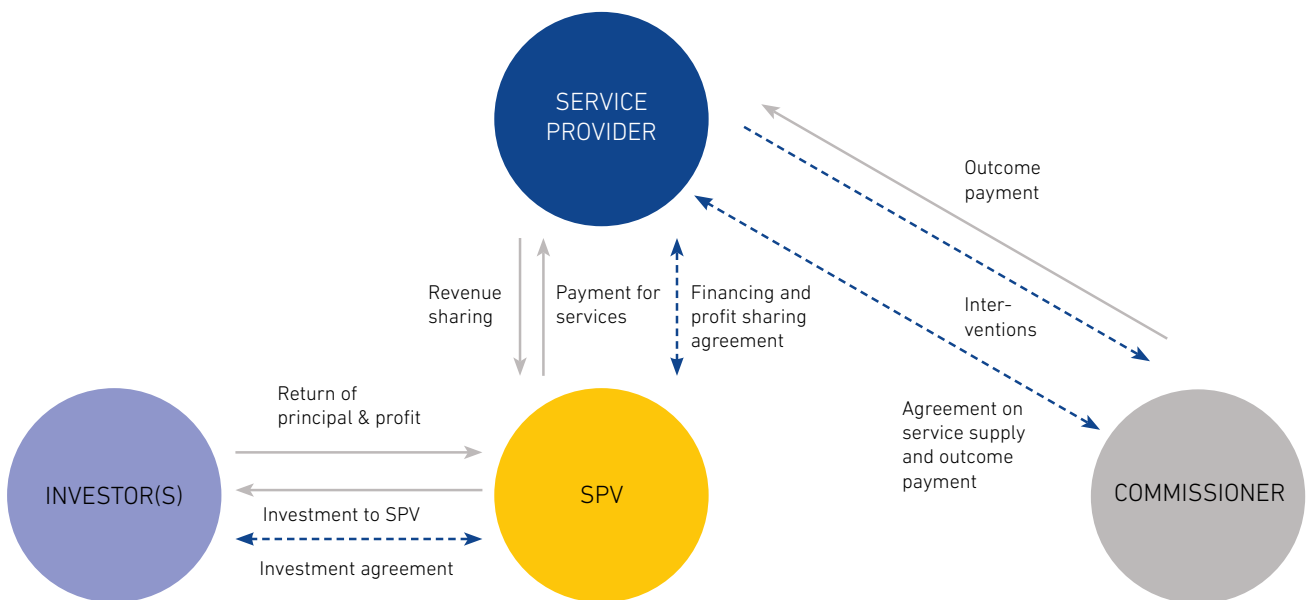 SERVICE
PROVIDER
Outcome
payment
Revenue
sharing
Payment for
services
Financing and
profit sharing
agreement
Inter-
ventions
Return of
principal & profit
Agreement on
service supply
and outcome
payment
INVESTOR(S)
SPV
COMMISSIONER
Investment to SPV
Investment agreement